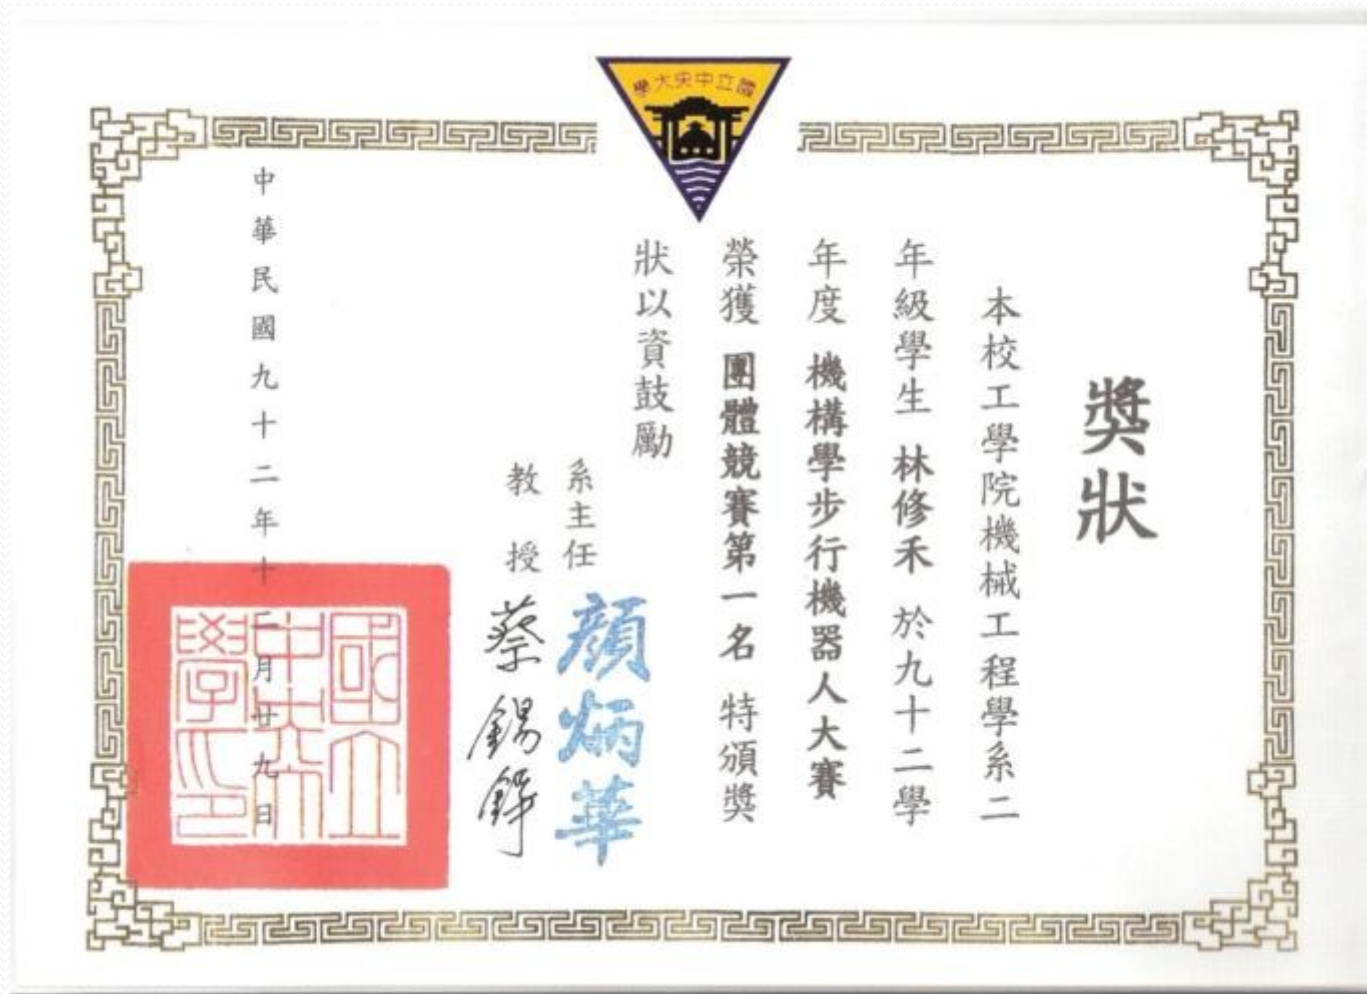 國立中央大學
獎狀
本校工學院機械工程學系二
年級學生 林修禾 於九十二學
年度 機構學步行機器人大賽
榮獲 團體競賽第一名 特頒獎
狀以資鼓勵
系主任 顏炳華
教授 蔡錫錚
中華民國九十二年十二月廿九日
國立中央大學印